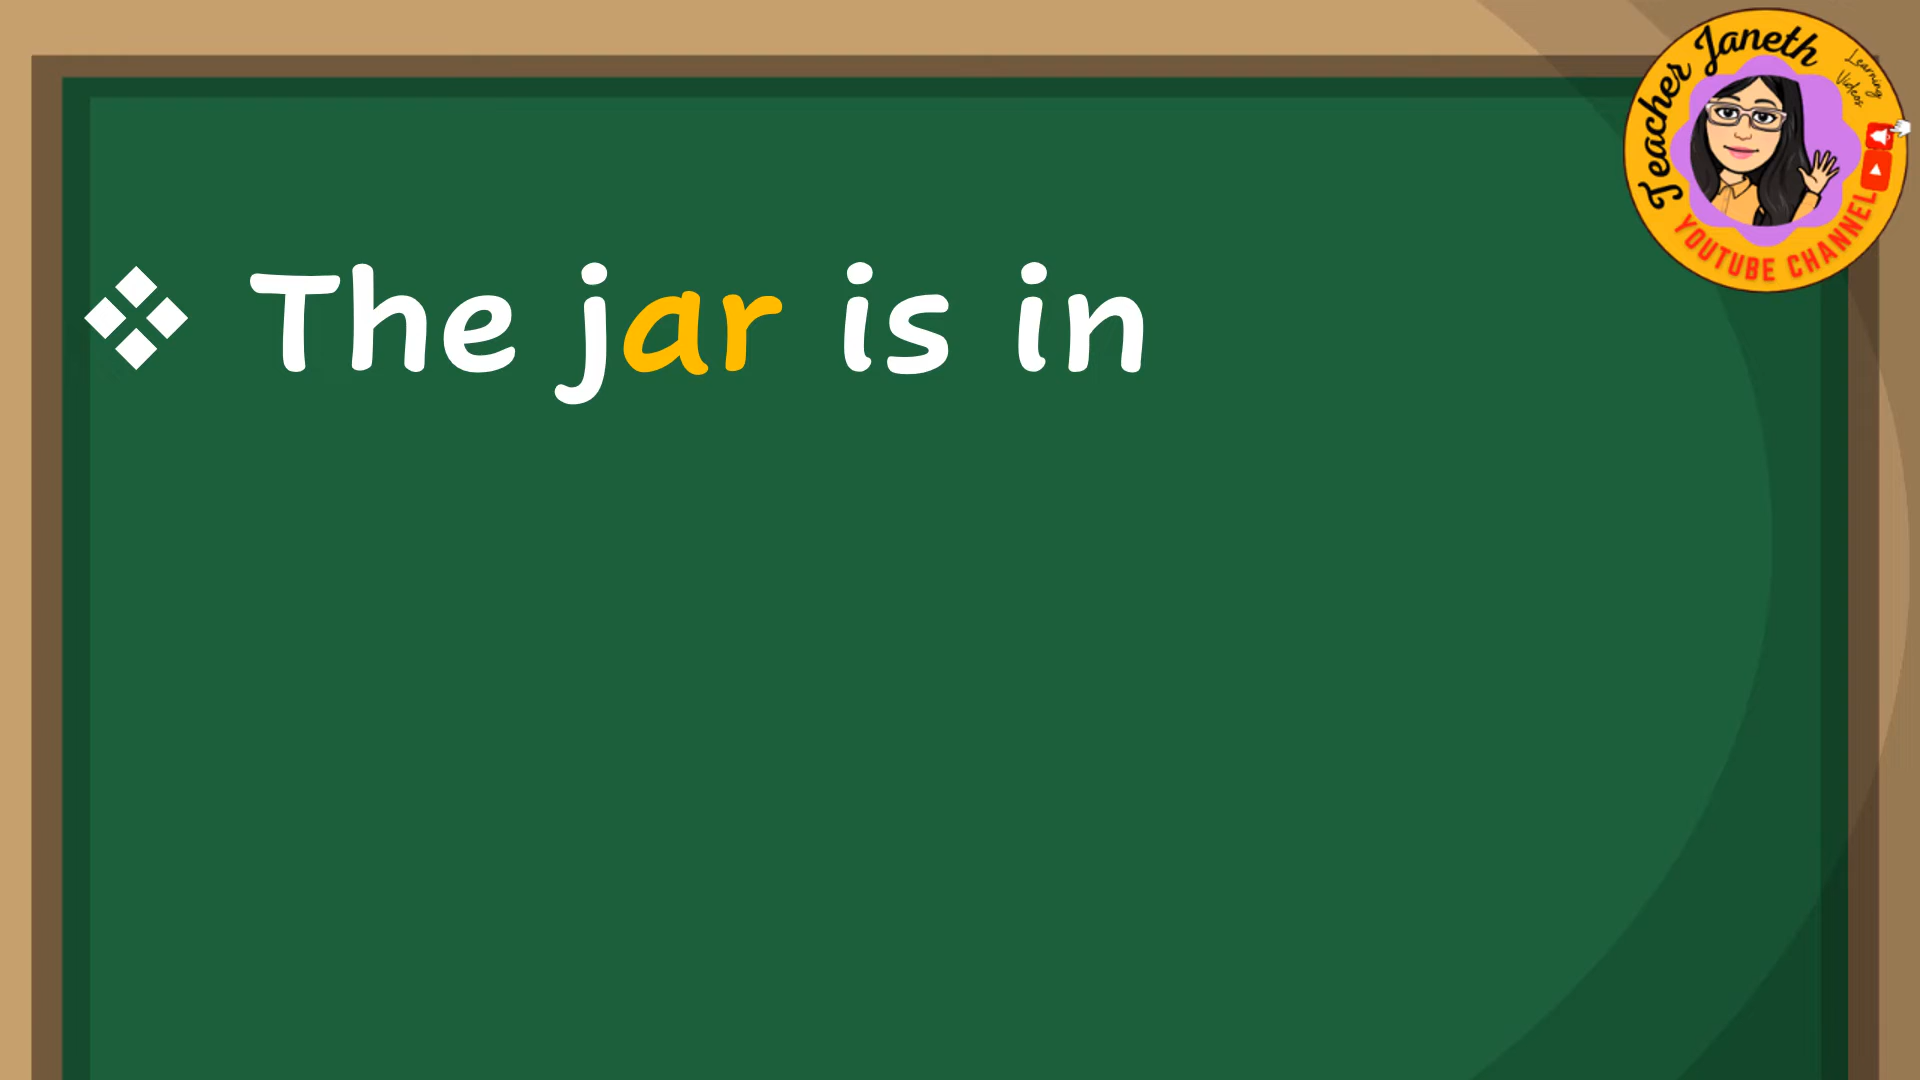 Teacher Janeth
Learning
Videos
YOUTUBE CHANNEL
❖ The jar is in